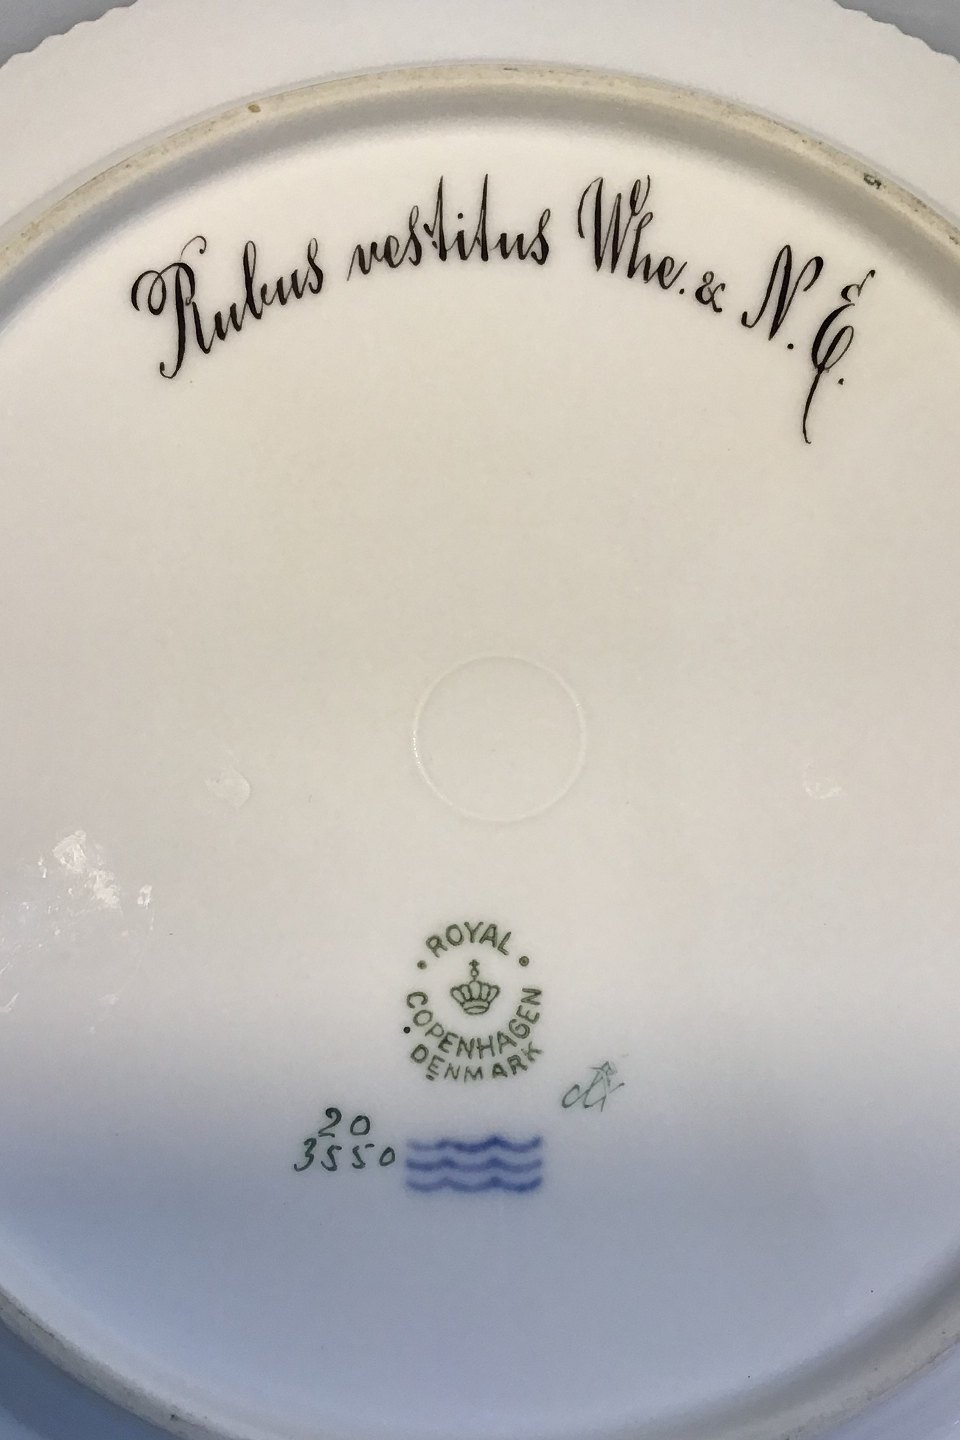 Rubus vestitus Whe. & N. E.
ROYAL
COPENHAGEN
DENMARK
20
3550